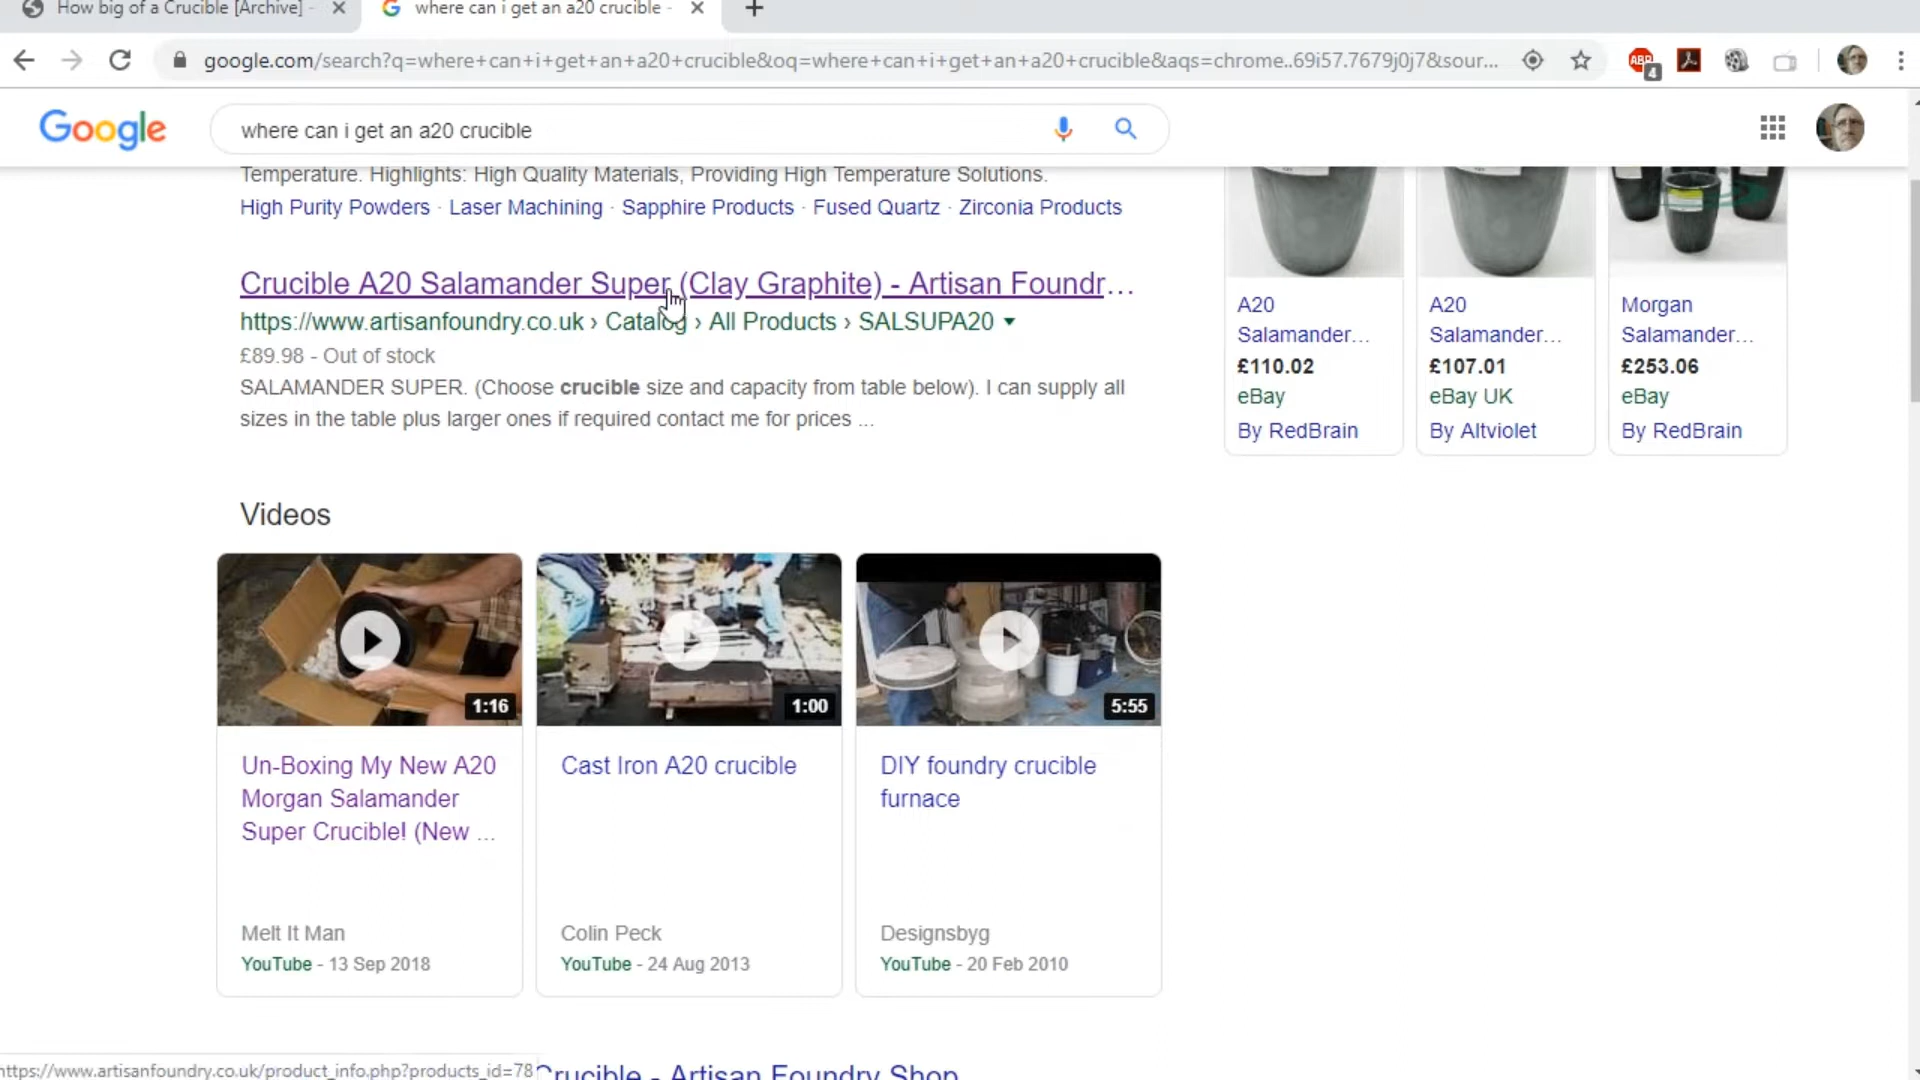 How big of a Crucible [Archive] -
where can i get an a20 crucible -
google.com/search?q=where+can+i+get+an+a20+crucible&oq=where+can+i+get+an+a20+crucible&aqs=chrome..69i57.7679j0j7&sour...
ABP
4
Google
where can i get an a20 crucible
Temperature. Highlights: High Quality Materials, Providing High Temperature Solutions.
High Purity Powders · Laser Machining · Sapphire Products · Fused Quartz · Zirconia Products
Crucible A20 Salamander Super (Clay Graphite) - Artisan Foundr...
https://www.artisanfoundry.co.uk › Catalog › All Products › SALSUPA20
£89.98 - Out of stock
SALAMANDER SUPER. (Choose crucible size and capacity from table below). I can supply all
sizes in the table plus larger ones if required contact me for prices ...
A20
Salamander...
£110.02
eBay
By RedBrain
A20
Salamander...
£107.01
eBay UK
By Altviolet
Morgan
Salamander...
£253.06
eBay
By RedBrain
Videos
1:16
Un-Boxing My New A20
Morgan Salamander
Super Crucible! (New ...
Melt It Man
YouTube - 13 Sep 2018
1:00
Cast Iron A20 crucible
Colin Peck
YouTube - 24 Aug 2013
5:55
DIY foundry crucible
furnace
Designsbyg
YouTube - 20 Feb 2010
https://www.artisanfoundry.co.uk/product_info.php?products_id=78
Crucible - Artisan Foundry Shop